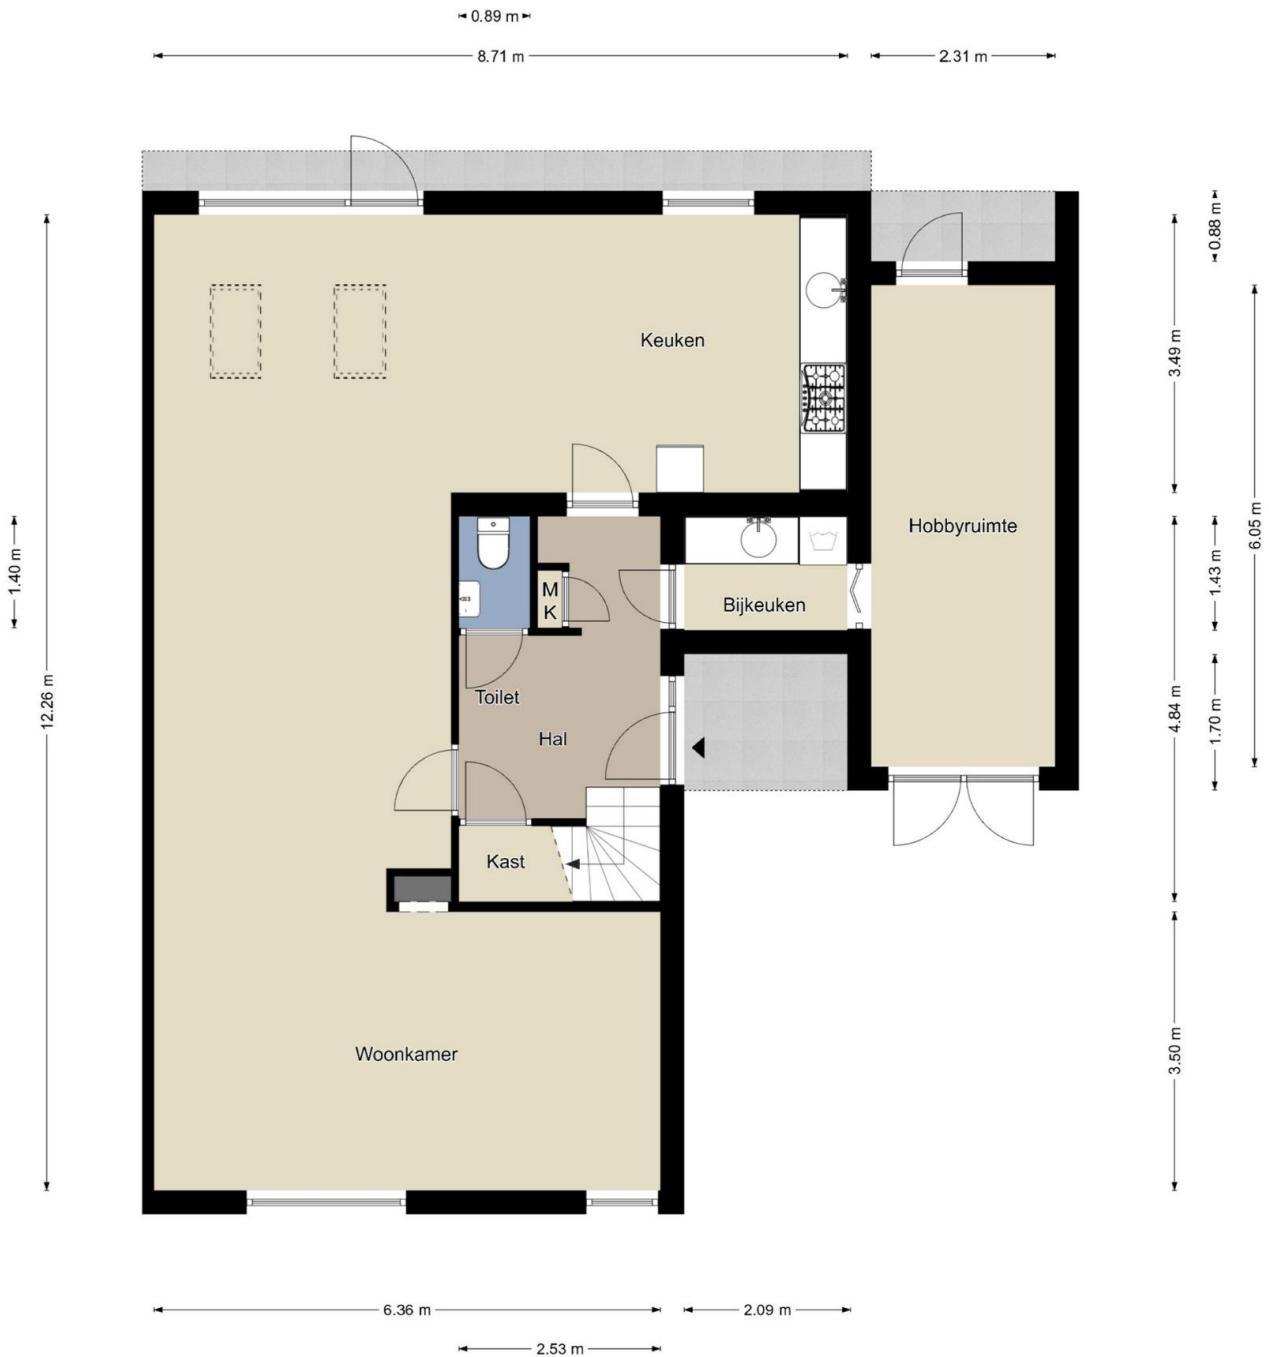 0.89 m
8.71 m
2.31 m
0.88 m
3.49 m
Keuken
6.05 m
Hobbyruimte
1.40 m
1.43 m
M
K
Bijkeuken
12.26 m
Toilet
4.84 m
1.70 m
Hal
Kast
3.50 m
Woonkamer
6.36 m
2.09 m
2.53 m